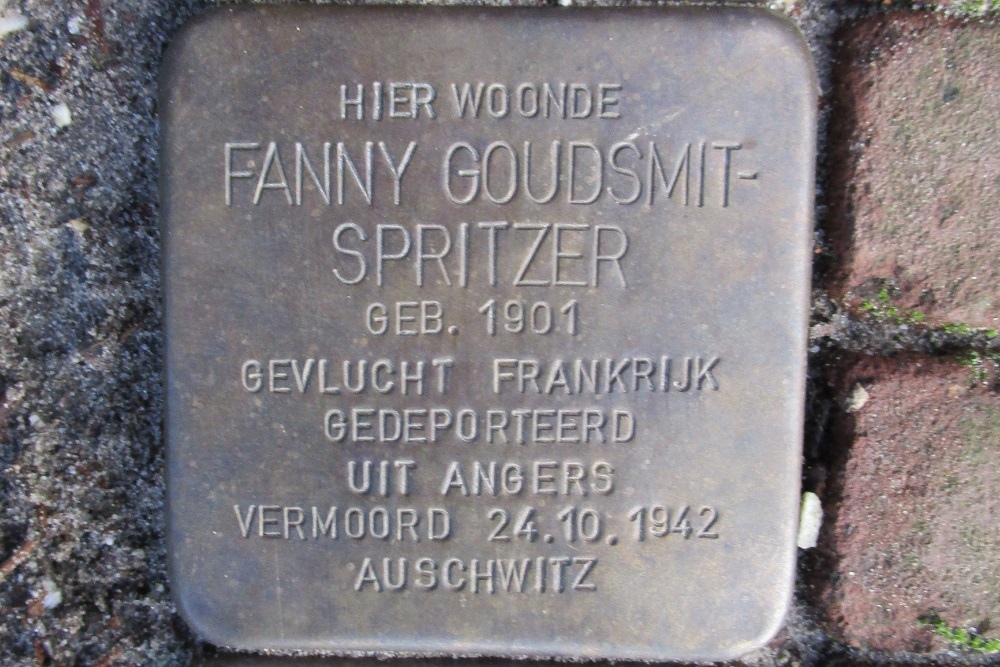 HIER WOONDE
FANNY GOUDSMIT-
SPRITZER
GEB. 1901
GEVLUCHT FRANKRIJK
GEDEPORTEERD
UIT ANGERS
VERMOORD 24.10.1942
AUSCHWITZ